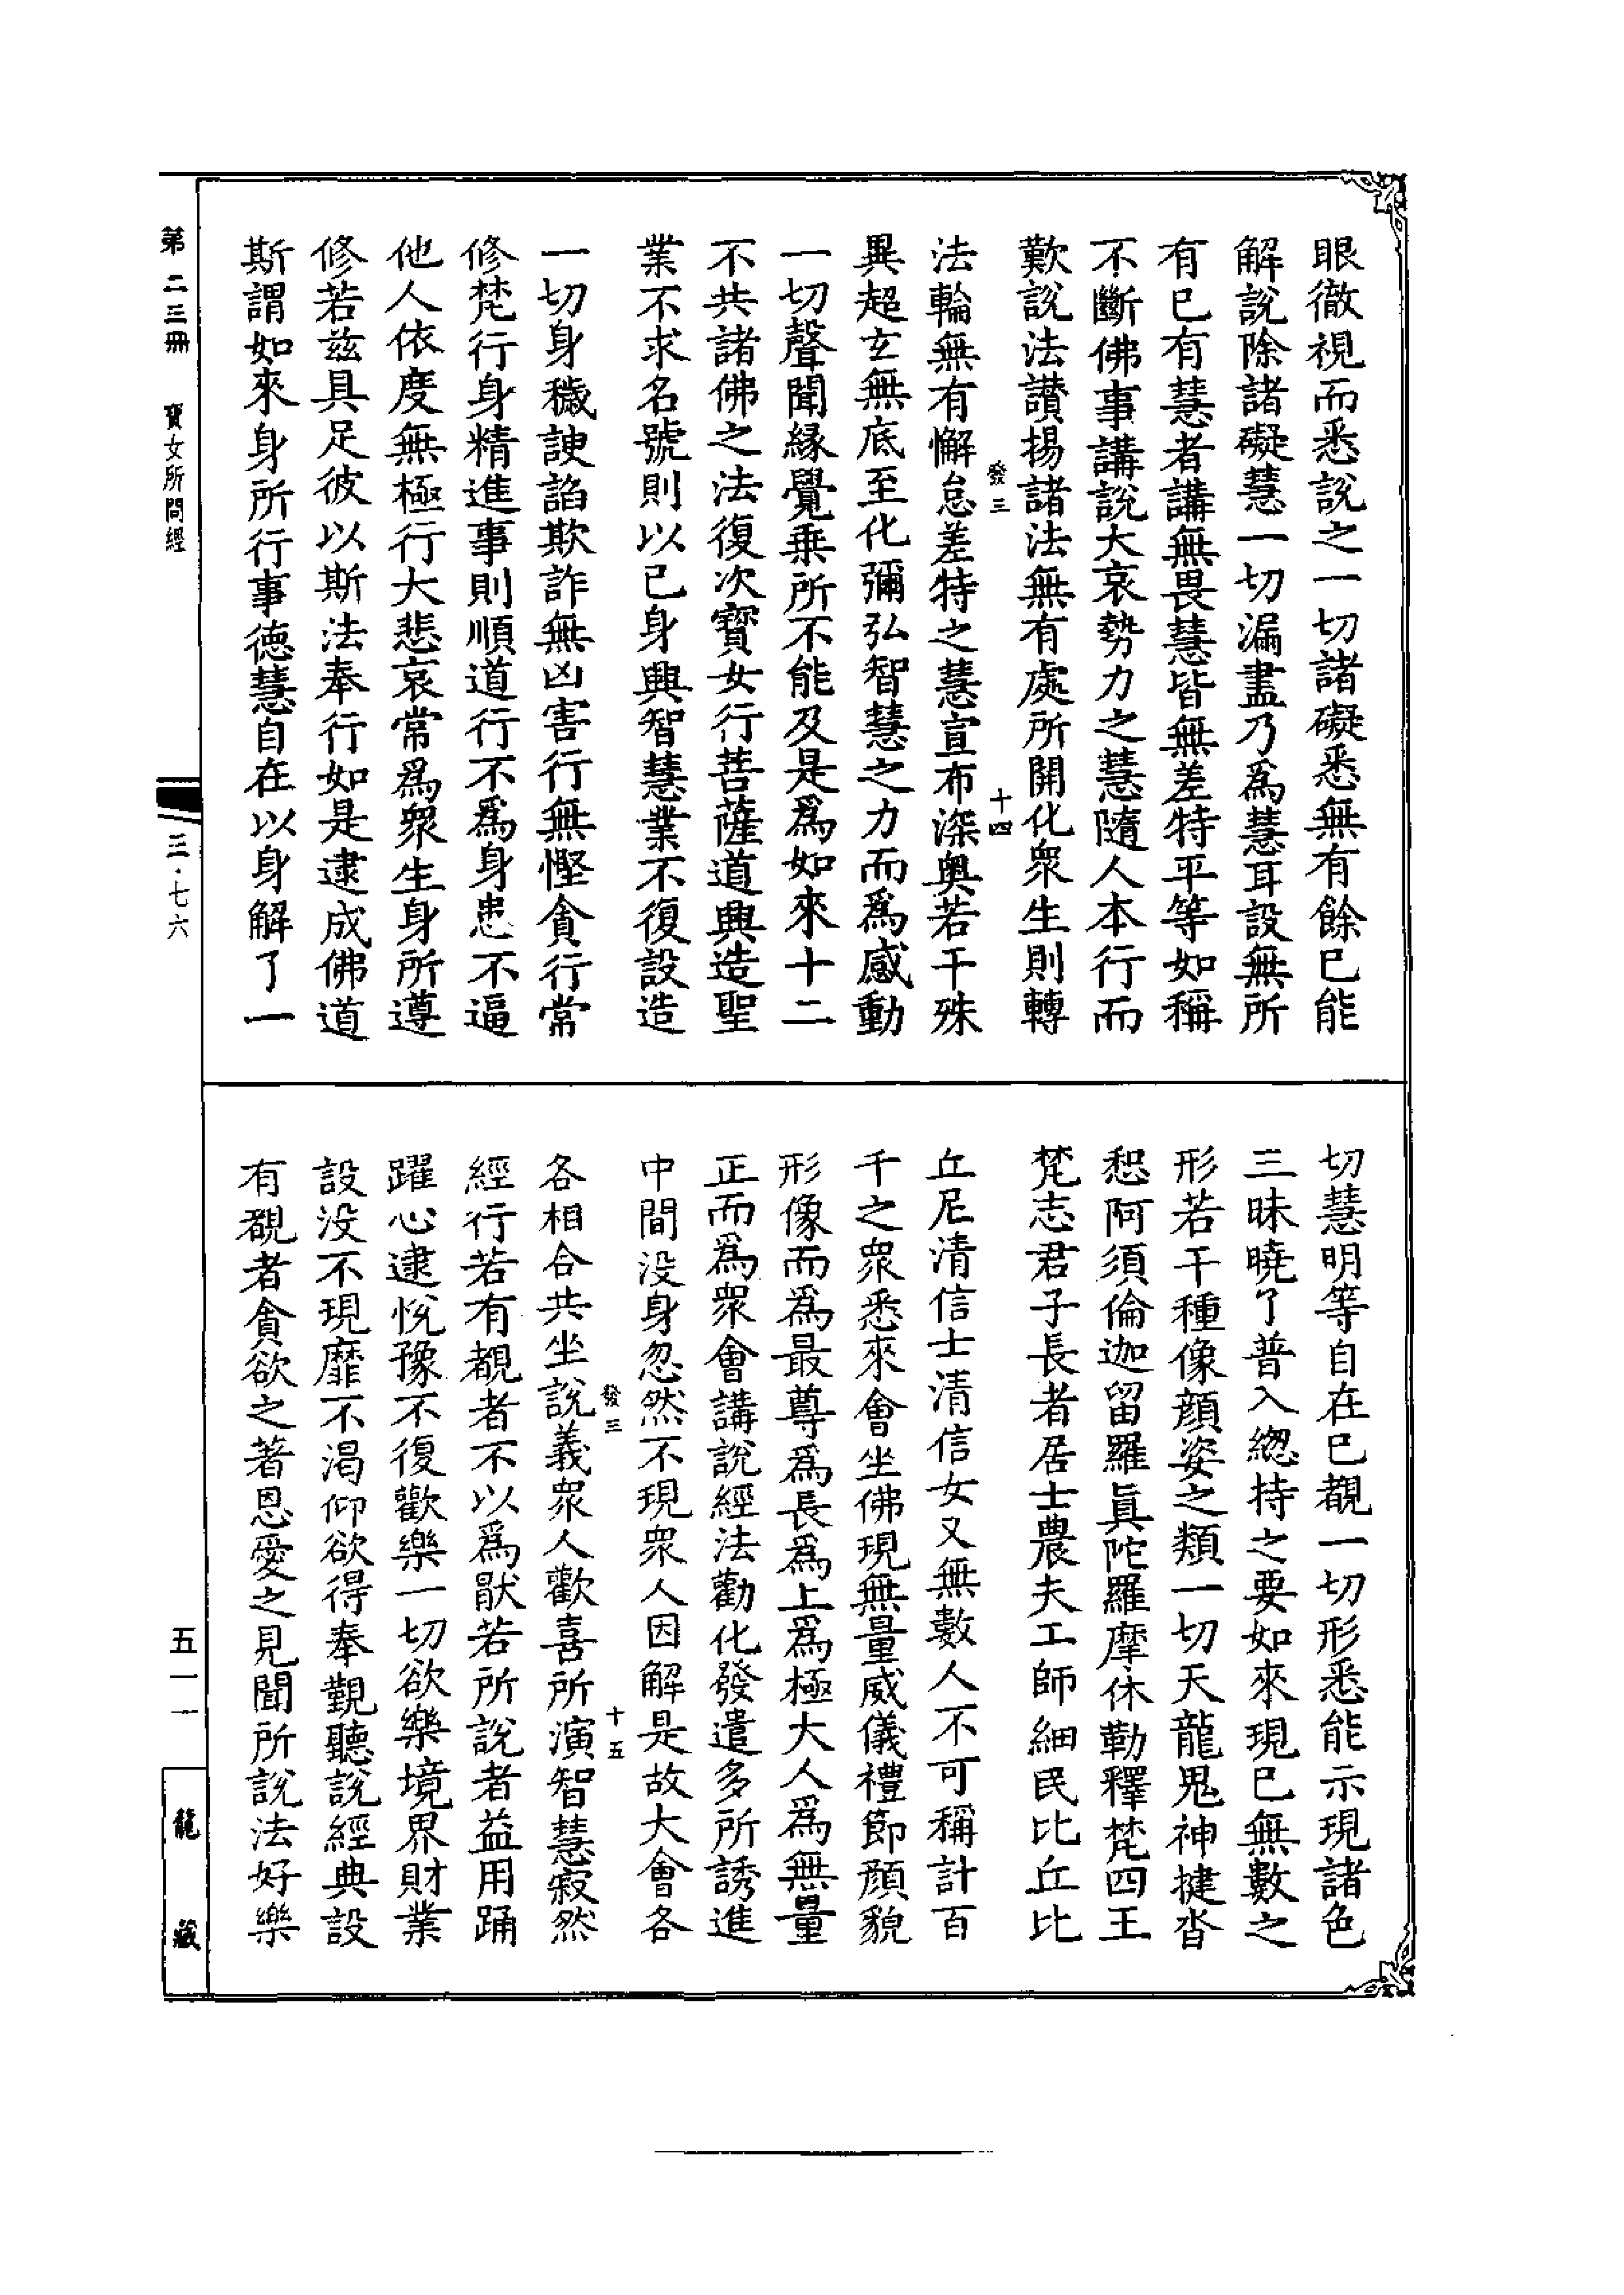 眼徹視而悉說之一切諸礙悉無有餘已能
解說除諸礙慧一切漏盡乃爲慧耳設無所
有已有慧者講無畏慧皆無差特平等如稱
不斷佛事講說大哀勢力之慧隨人本行而
歎說法讚揚諸法無有處所開化衆生則轉
發三 十四
法輪無有懈怠差特之慧宣布深奧若干殊
異超玄無底至化彌弘智慧之力而爲感動
一切聲聞緣覺乗所不能及是爲如來十二
不共諸佛之法復次寶女行菩薩道興造聖
業不求名號則以已身興智慧業不復設造
一切身穢諛諂欺詐無凶害行無慳貪行常
修梵行身精進事則順道行不爲身患不逼
他人依度無極行大悲哀常爲衆生身所遵
修若兹具足彼以斯法奉行如是逮成佛道
斯謂如來身所行事德慧自在以身解了一
切慧明等自在已覩一切形悉能示現諸色
三昧曉了普入緫持之要如來現已無數之
形若干種像顔姿之類一切天龍鬼神揵沓
惒阿須倫迦留羅眞陀羅摩休勒釋梵四王
梵志君子長者居士農夫工師細民比丘比
丘尼清信士清信女又無數人不可稱計百
千之衆悉來會坐佛現無量威儀禮節顔貌
形像而爲最尊爲長爲上爲極大人爲無量
正而爲衆會講說經法勸化發遣多所誘進
中間没身忽然不現衆人因解是故大會各
發三 十五
各相合共坐說義衆人歡喜所演智慧寂然
經行若有覩者不以爲猒若所說者益用踊
躍心逮悅豫不復歡樂一切欲樂境界財業
設没不現靡不渴仰欲得奉覲聽說經典設
有覩者貪欲之著恩愛之見聞所說法好樂
第二三冊 寳女所問經 三·七六 五一一 龍藏